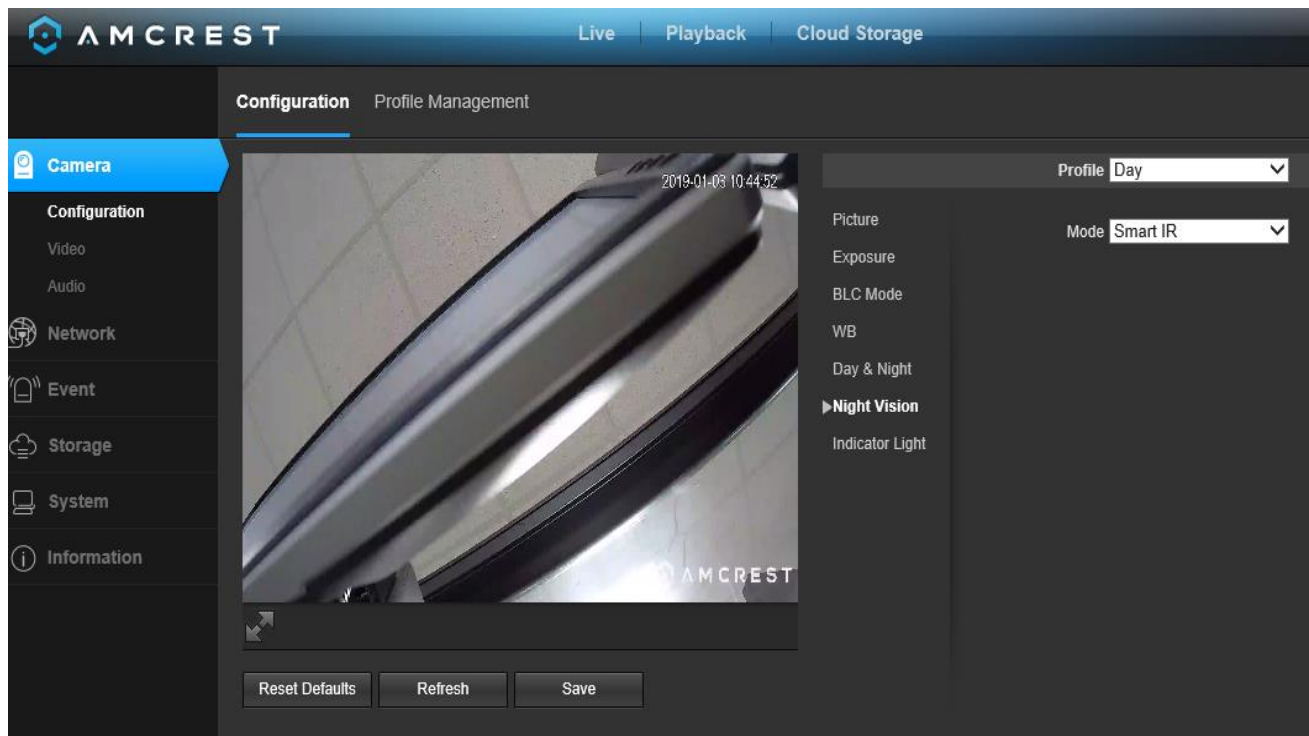 AMCREST
Live Playback Cloud Storage
Configuration Profile Management
Camera
Configuration
Video
Audio
Network
Event
Storage
System
Information
2019-01-03 10:44:52
AMCREST
Reset Defaults Refresh Save
Profile Day
Picture
Exposure
BLC Mode
WB
Day & Night
Night Vision
Indicator Light
Mode Smart IR